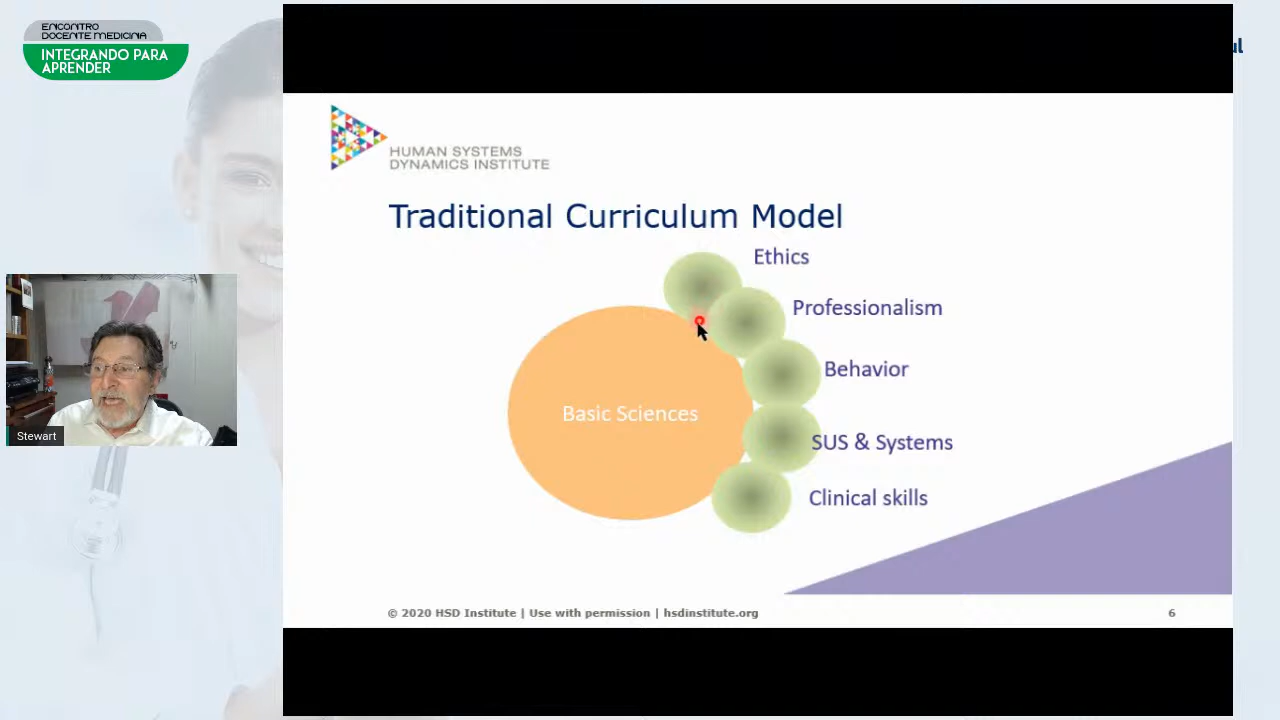 ENCONTRO
DOCENTE MEDICINA
INTEGRANDO PARA
APRENDER
HUMAN SYSTEMS
DYNAMICS INSTITUTE
Traditional Curriculum Model
Ethics
Professionalism
Behavior
Basic Sciences
SUS & Systems
Clinical skills
© 2020 HSD Institute | Use with permission | hsdinstitute.org
6
Stewart